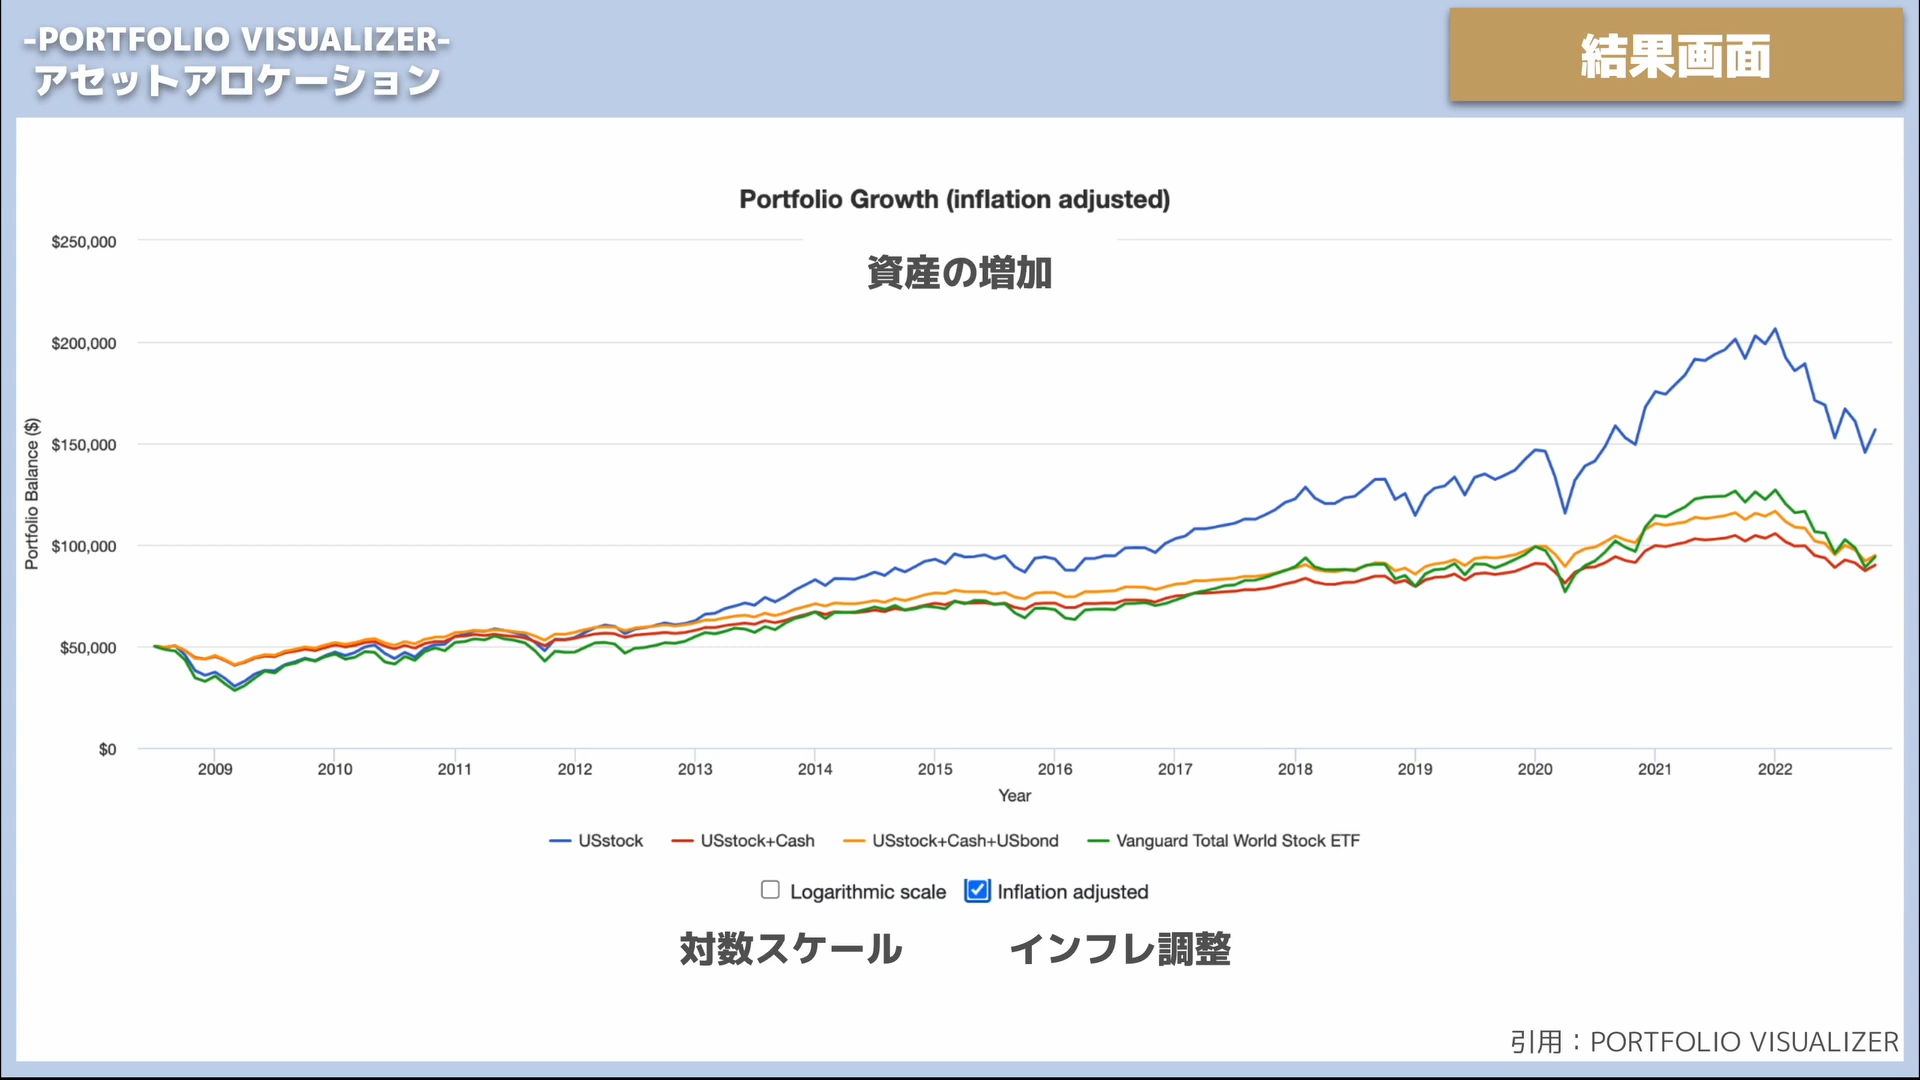 -PORTFOLIO VISUALIZER-
アセットアロケーション
結果画面
Portfolio Growth (inflation adjusted)
資産の増加
Portfolio Balance ($)
$250,000
$200,000
$150,000
$100,000
$50,000
$0
2009 2010 2011 2012 2013 2014 2015 2016 2017 2018 2019 2020 2021 2022
Year
USstock USstock+Cash USstock+Cash+USbond Vanguard Total World Stock ETF
Logarithmic scale Inflation adjusted
対数スケール インフレ調整
引用：PORTFOLIO VISUALIZER